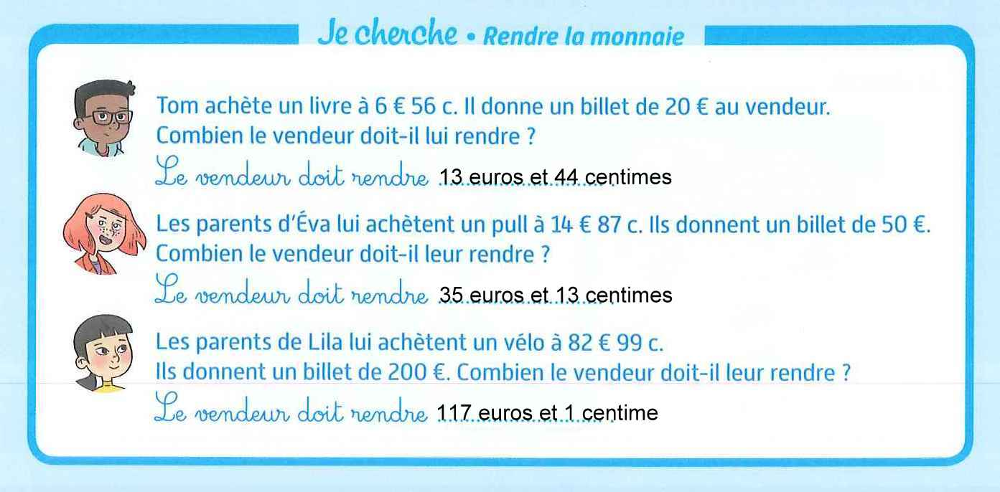 Je cherche • Rendre la monnaie
Tom achète un livre à 6 € 56 c. Il donne un billet de 20 € au vendeur.
Combien le vendeur doit-il lui rendre ?
Le vendeur doit rendre 13 euros et 44 centimes
Les parents d'Éva lui achètent un pull à 14 € 87 c. Ils donnent un billet de 50 €.
Combien le vendeur doit-il leur rendre ?
Le vendeur doit rendre 35 euros et 13 centimes
Les parents de Lila lui achètent un vélo à 82 € 99 c.
Ils donnent un billet de 200 €. Combien le vendeur doit-il leur rendre ?
Le vendeur doit rendre 117 euros et 1 centime